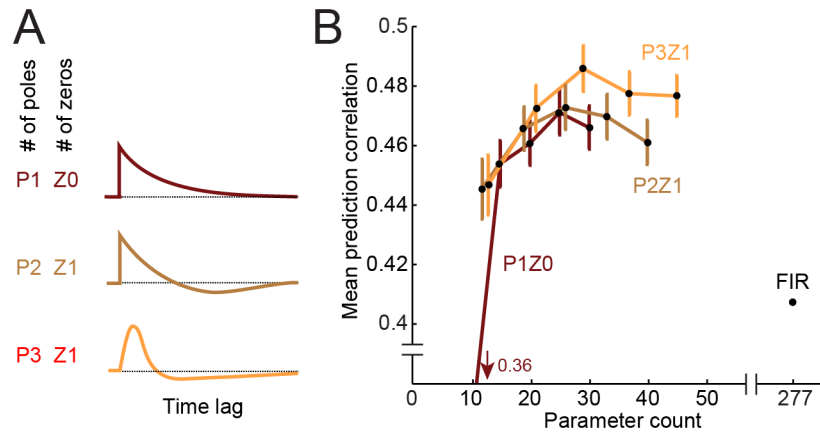 A
# of poles
# of zeros
P1 Z0
P2 Z1
P3 Z1
Time lag
B
Mean prediction correlation
0.5
0.48
0.46
0.44
0.42
0.4
P3Z1
P2Z1
P1Z0
FIR
0.36
0 10 20 30 40 50 277
Parameter count